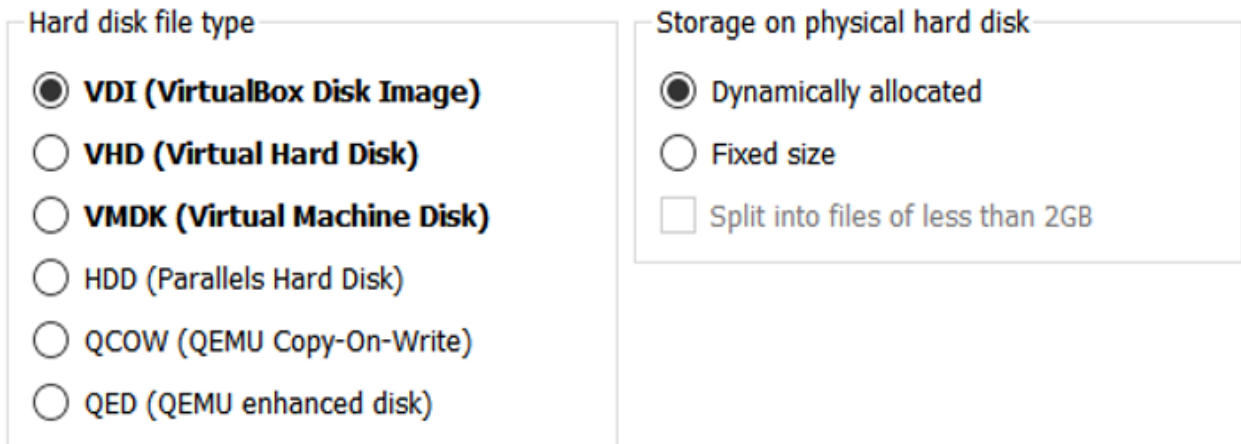 Hard disk file type
VDI (VirtualBox Disk Image)
VHD (Virtual Hard Disk)
VMDK (Virtual Machine Disk)
HDD (Parallels Hard Disk)
QCOW (QEMU Copy-On-Write)
QED (QEMU enhanced disk)
Storage on physical hard disk
Dynamically allocated
Fixed size
Split into files of less than 2GB